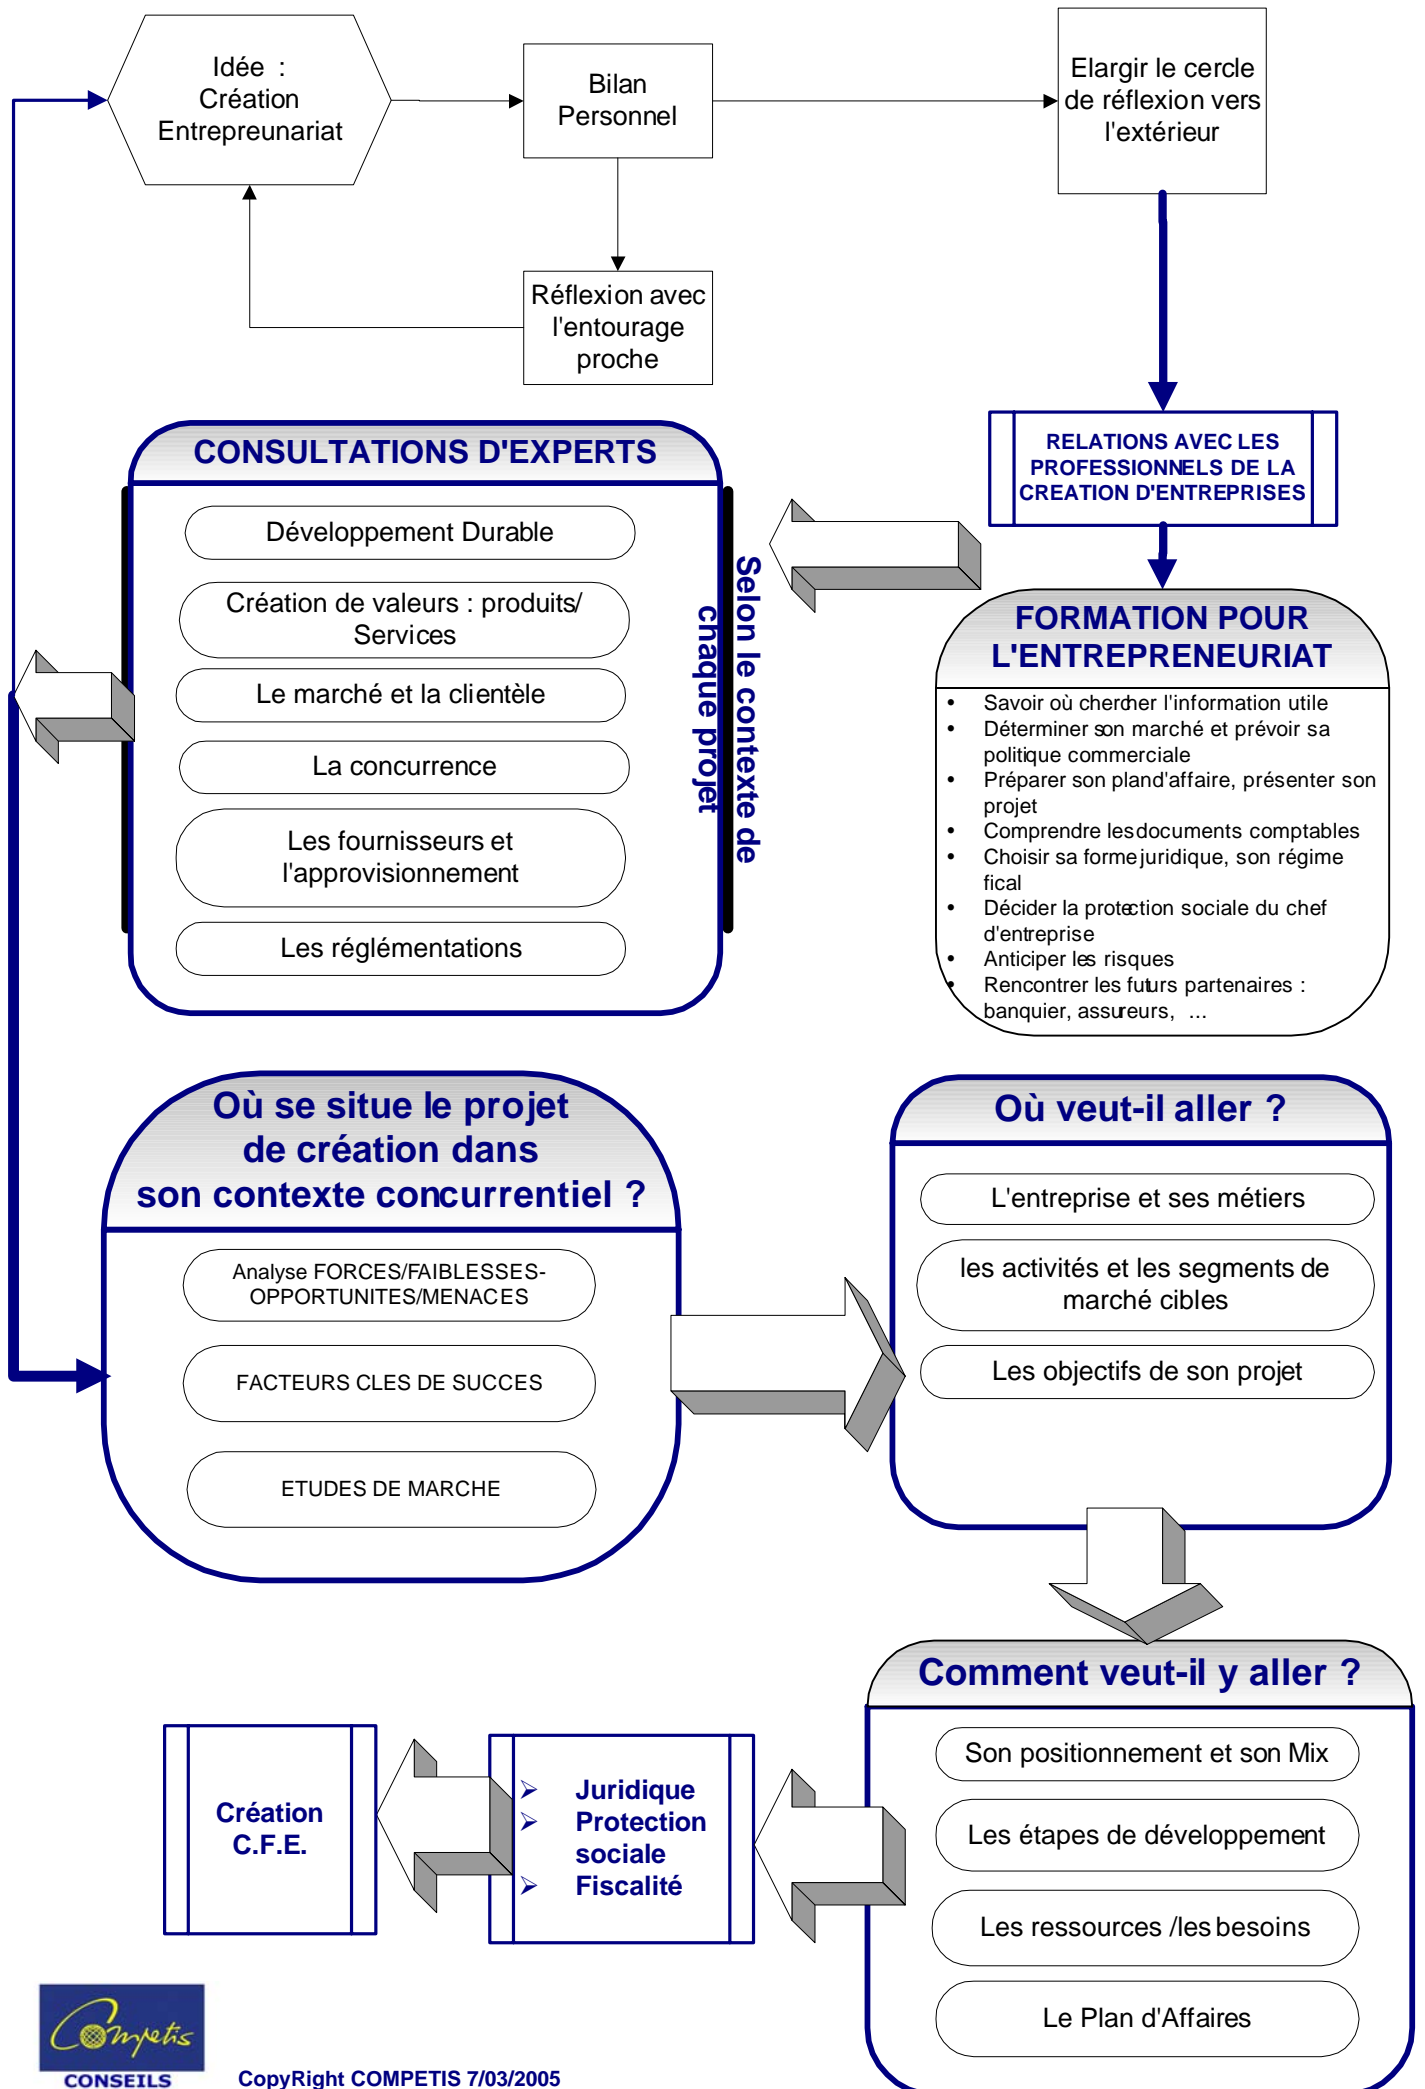 Idée :
Création
Entrepreunariat
Bilan
Personnel
Elargir le cercle
de réflexion vers
l'extérieur
Réflexion avec
l'entourage
proche
RELATIONS AVEC LES
PROFESSIONNELS DE LA
CREATION D'ENTREPRISES
CONSULTATIONS D'EXPERTS
Développement Durable
Création de valeurs : produits/
Services
Le marché et la clientèle
La concurrence
Les fournisseurs et
l'approvisionnement
Les réglémentations
Selon le contexte de
chaque projet
FORMATION POUR
L'ENTREPRENEURIAT
• Savoir où chercher l'information utile
• Déterminer son marché et prévoir sa
politique commerciale
• Préparer son plan d'affaire, présenter son
projet
• Comprendre les documents comptables
• Choisir sa forme juridique, son régime
fical
• Décider la protection sociale du chef
d'entreprise
• Anticiper les risques
• Rencontrer les futurs partenaires :
banquier, assureurs, ...
Où se situe le projet
de création dans
son contexte concurrentiel ?
Analyse FORCES/FAIBLESSES-
OPPORTUNITES/MENACES
FACTEURS CLES DE SUCCES
ETUDES DE MARCHE
Où veut-il aller ?
L'entreprise et ses métiers
les activités et les segments de
marché cibles
Les objectifs de son projet
Comment veut-il y aller ?
Son positionnement et son Mix
Les étapes de développement
Les ressources /les besoins
Le Plan d'Affaires
➢ Juridique
➢ Protection
sociale
➢ Fiscalité
Création
C.F.E.
Competis
CONSEILS
CopyRight COMPETIS 7/03/2005